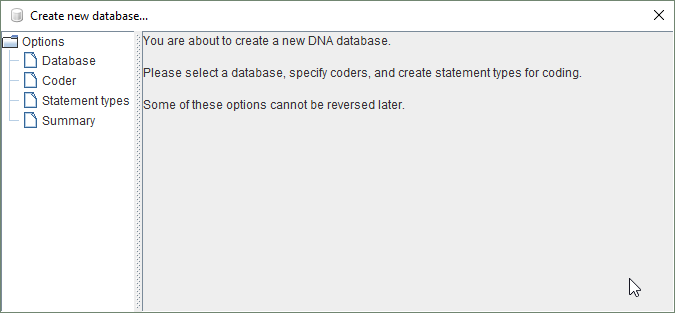 Create new database...
Options
Database
Coder
Statement types
Summary
You are about to create a new DNA database.
Please select a database, specify coders, and create statement types for coding.
Some of these options cannot be reversed later.